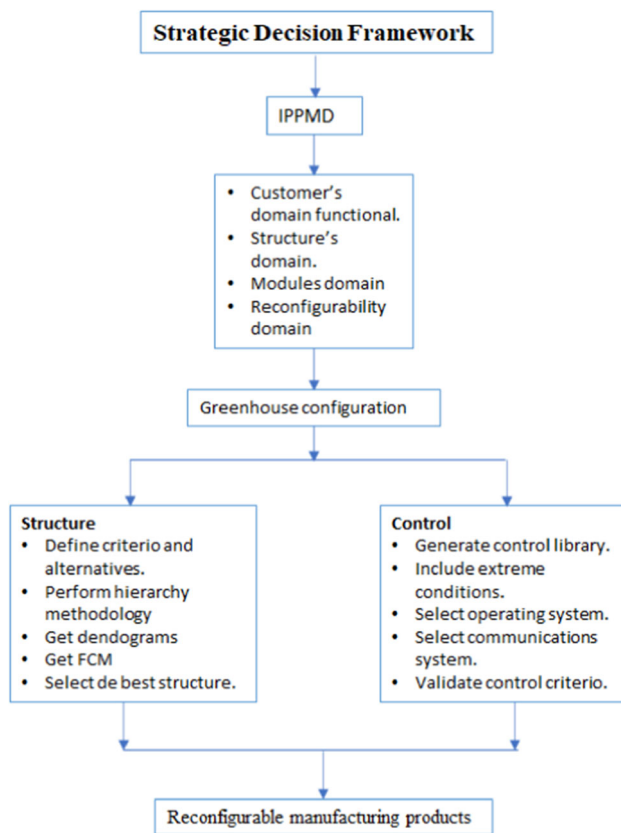 Strategic Decision Framework
IPPMD
• Customer's
domain functional.
• Structure's
domain.
• Modules domain
• Reconfigurability
domain
Greenhouse configuration
Structure
• Define criterio and
alternatives.
• Perform hierarchy
methodology
• Get dendograms
• Get FCM
• Select de best structure.
Control
• Generate control library.
• Include extreme
conditions.
• Select operating system.
• Select communications
system.
• Validate control criterio.
Reconfigurable manufacturing products